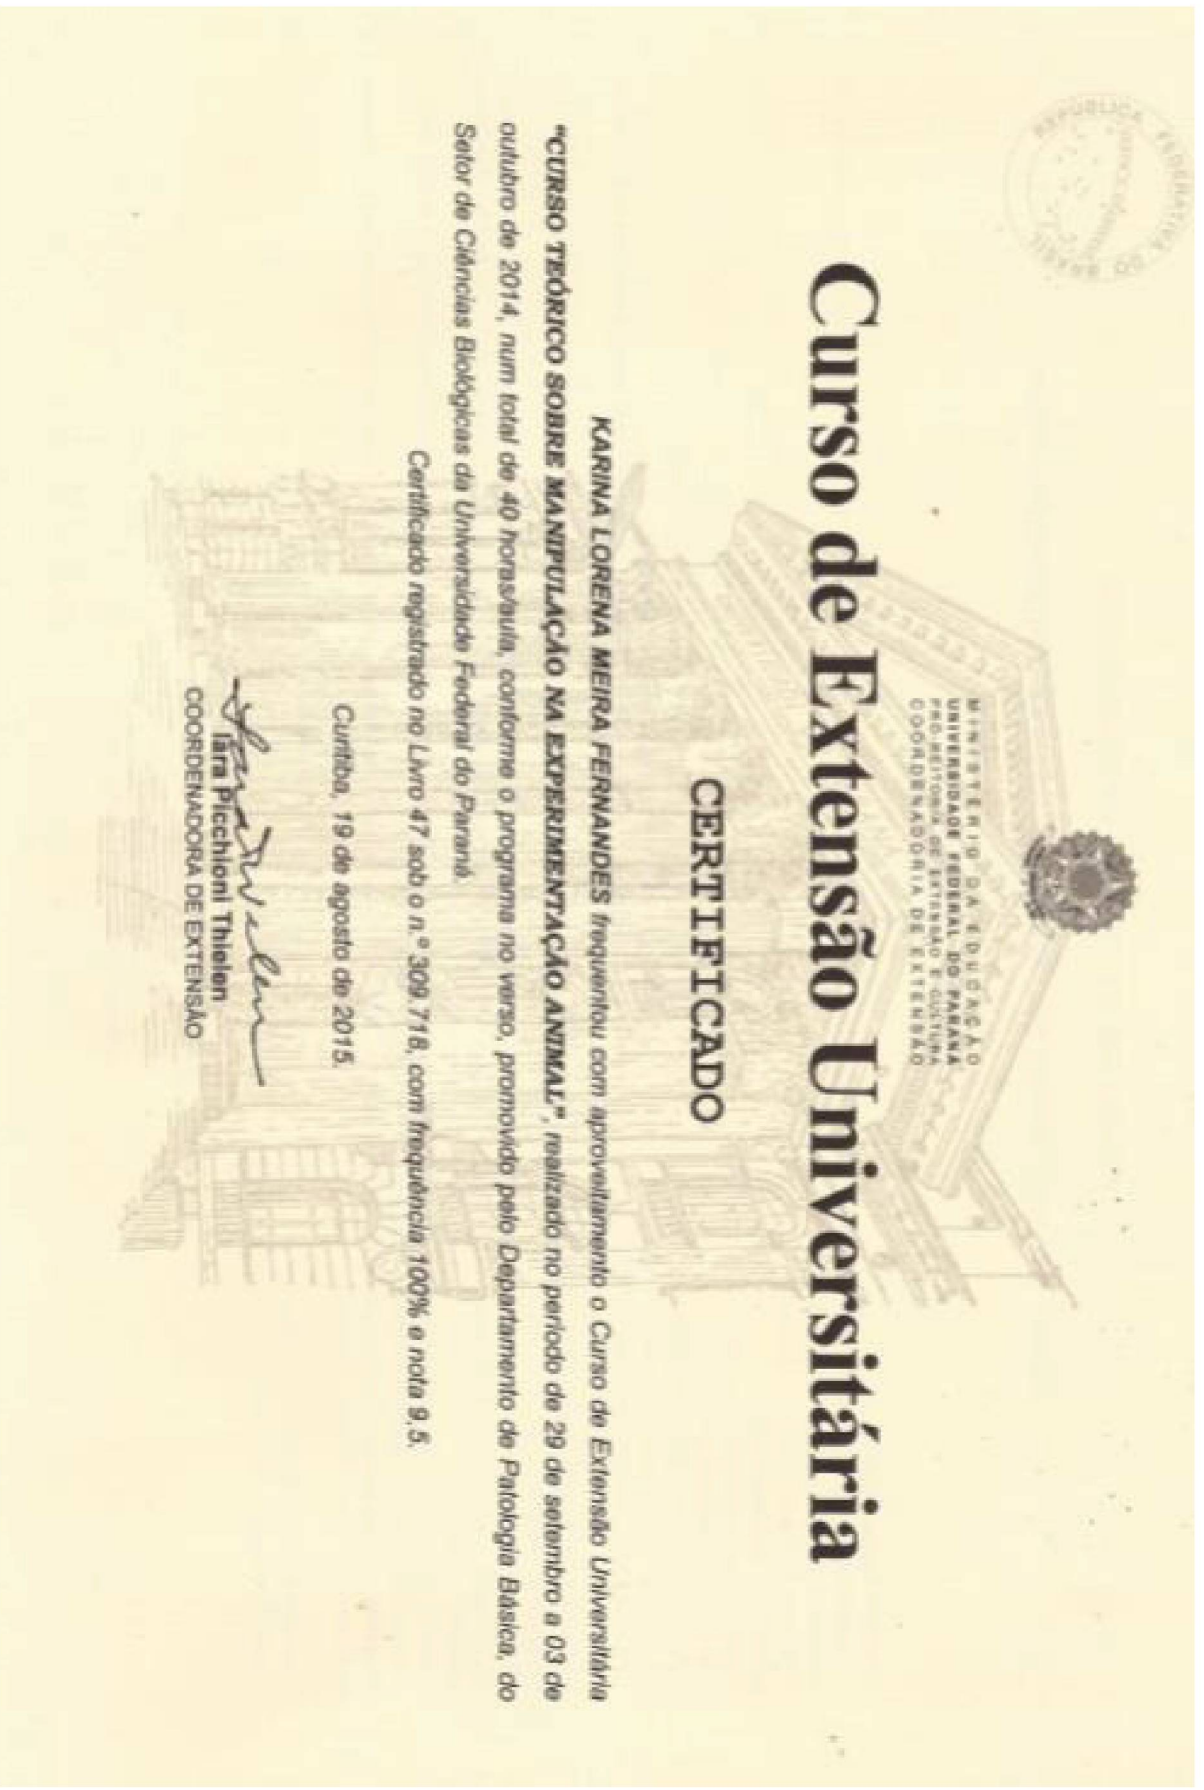 REPÚBLICA FEDERATIVA DO BRASIL
MINISTÉRIO DA EDUCAÇÃO
UNIVERSIDADE FEDERAL DO PARANÁ
PRÓ-REITORIA DE EXTENSÃO E CULTURA
COORDENADORIA DE EXTENSÃO
Curso de Extensão Universitária
CERTIFICADO
KARINA LORENA MEIRA FERNANDES frequentou com aproveitamento o Curso de Extensão Universitária
"CURSO TEÓRICO SOBRE MANIPULAÇÃO NA EXPERIMENTAÇÃO ANIMAL", realizado no período de 29 de setembro a 03 de
outubro de 2014, num total de 40 horas/aula, conforme o programa no verso, promovido pelo Departamento de Patologia Básica, do
Setor de Ciências Biológicas da Universidade Federal do Paraná.
Certificado registrado no Livro 47 sob o n.º 309.718, com frequência 100% e nota 9,5.
Curitiba, 19 de agosto de 2015.
Iara Picchioni Thielen
COORDENADORA DE EXTENSÃO